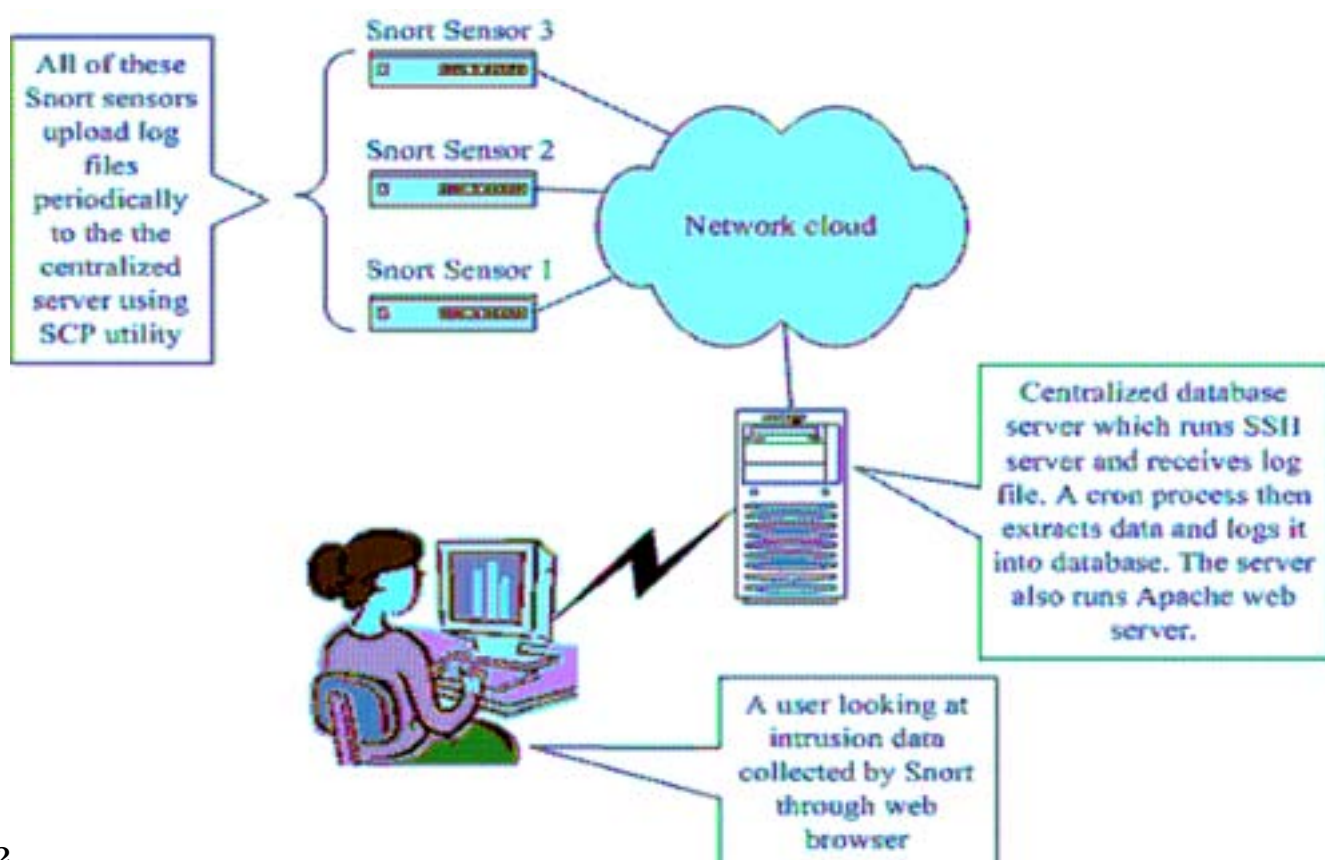 Snort Sensor 3
All of these
Snort sensors
upload log
files
periodically
to the the
centralized
server using
SCP utility
Snort Sensor 2
Snort Sensor 1
Network cloud
Centralized database
server which runs SSH
server and receives log
file. A cron process then
extracts data and logs it
into database. The server
also runs Apache web
server.
A user looking at
intrusion data
collected by Snort
through web
browser